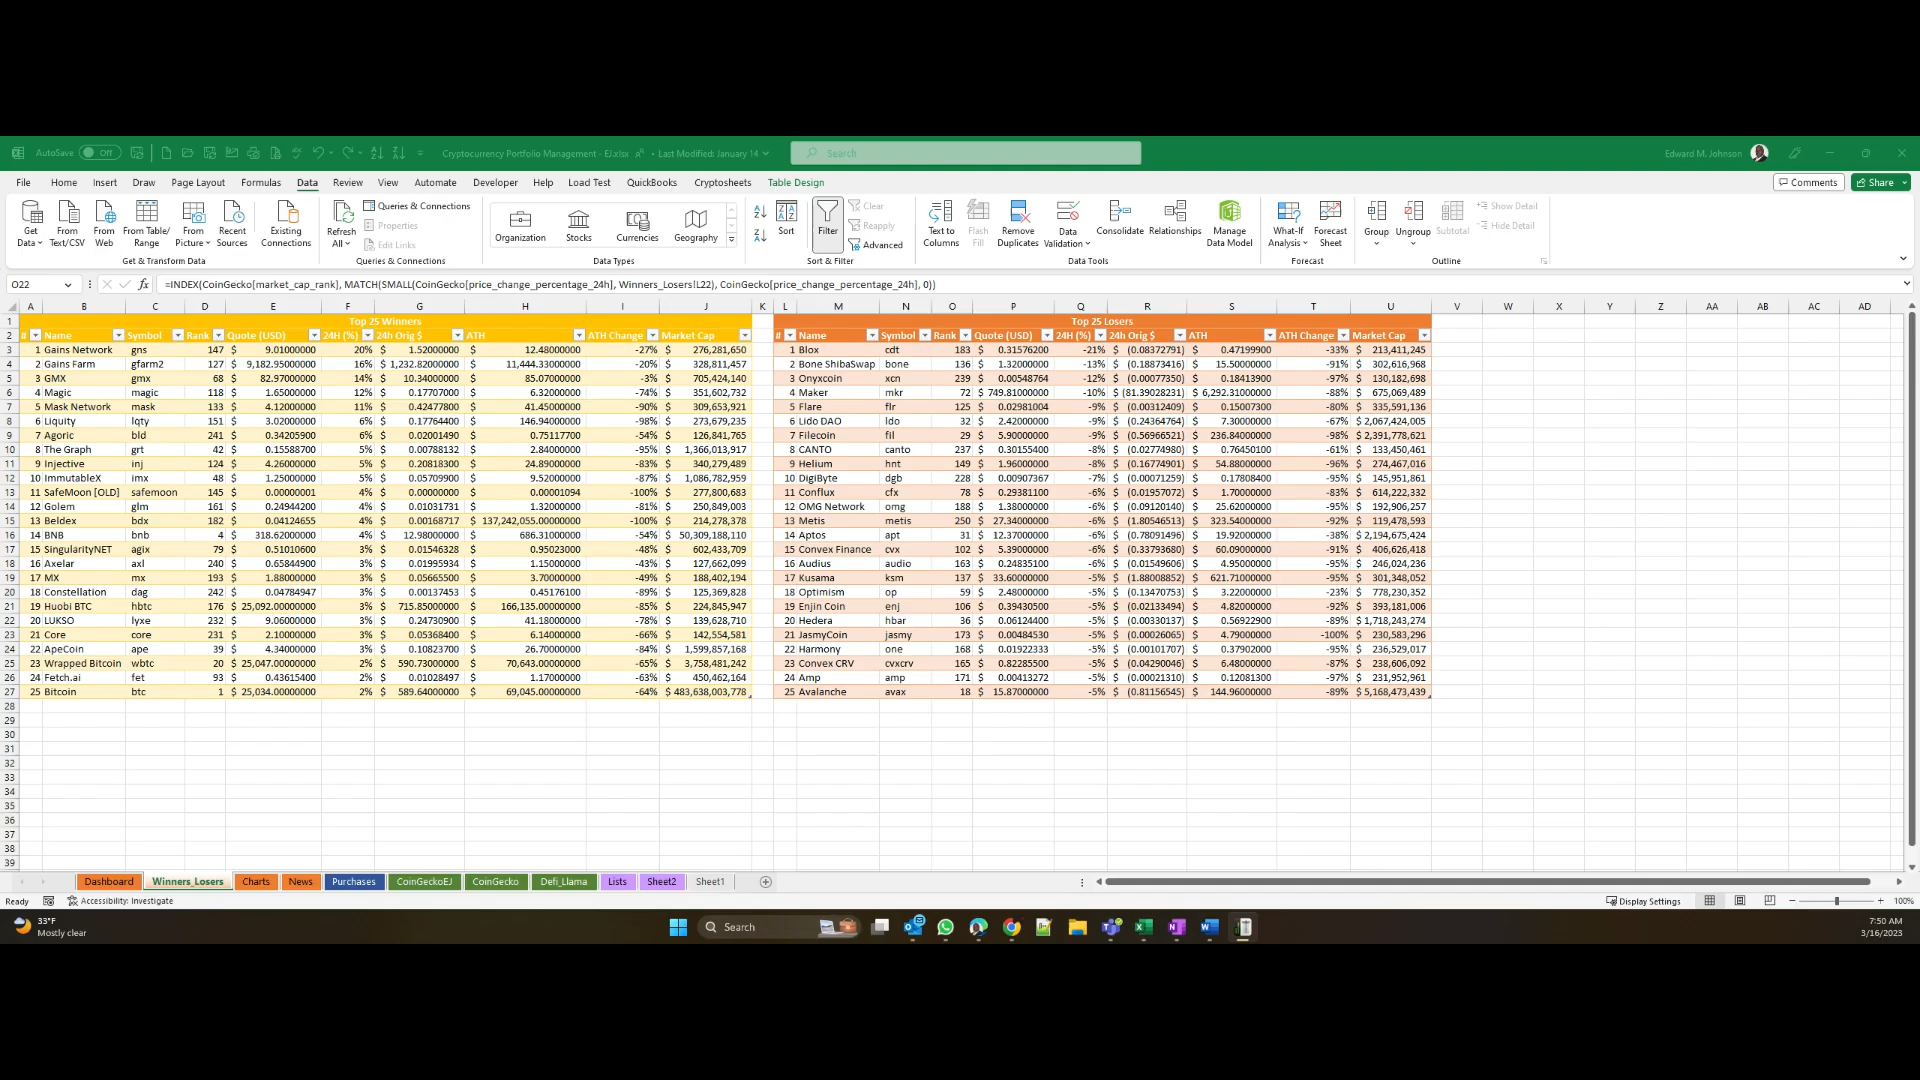 AutoSave Off Cryptocurrency Portfolio Management - EJ.xlsx • Last Modified: January 14 Search Edward M. Johnson
File Home Insert Draw Page Layout Formulas Data Review View Automate Developer Help Load Test QuickBooks Cryptosheets Table Design Comments Share
Get Data From Text/CSV From Web From Table/Range From Picture Recent Sources Existing Connections Refresh All Queries & Connections Properties Edit Links Organization Stocks Currencies Geography Sort Filter Clear Reapply Advanced Text to Columns Flash Fill Remove Duplicates Data Validation Consolidate Relationships Manage Data Model What-If Analysis Forecast Sheet Group Ungroup Subtotal Show Detail Hide Detail
Get & Transform Data Queries & Connections Data Types Sort & Filter Data Tools Forecast Outline
O22 fx =INDEX(CoinGecko[market_cap_rank], MATCH(SMALL(CoinGecko[price_change_percentage_24h], Winners_Losers!L22), CoinGecko[price_change_percentage_24h], 0))
A B C D E F G H I J K L M N O P Q R S T U V W X Y Z AA AB AC AD
1 Top 25 Winners Top 25 Losers
2 # Name Symbol Rank Quote (USD) 24H (%) 24h Orig $ ATH ATH Change Market Cap # Name Symbol Rank Quote (USD) 24H (%) 24h Orig $ ATH ATH Change Market Cap
3 1 Gains Network gns 147 $ 9.01000000 20% $ 1.52000000 $ 12.48000000 -27% $ 276,281,650 1 Blox cdt 183 $ 0.31576200 -21% $ (0.08372791) $ 0.47199900 -33% $ 213,411,245
4 2 Gains Farm gfarm2 127 $ 9,182.95000000 16% $ 1,232.82000000 $ 11,444.33000000 -20% $ 328,811,457 2 Bone ShibaSwap bone 136 $ 1.32000000 -13% $ (0.18873416) $ 15.50000000 -91% $ 302,616,968
5 3 GMX gmx 68 $ 82.97000000 14% $ 10.34000000 $ 85.07000000 -3% $ 705,424,140 3 Onyxcoin xcn 239 $ 0.00548764 -12% $ (0.00077350) $ 0.18413900 -97% $ 130,182,698
6 4 Magic magic 118 $ 1.65000000 12% $ 0.17707400 $ 6.32000000 -74% $ 351,602,732 4 Maker mkr 72 $ 749.81000000 -10% $ (81.39028231) $ 6,292.31000000 -88% $ 675,069,489
7 5 Mask Network mask 133 $ 4.12000000 11% $ 0.42477800 $ 41.45000000 -90% $ 309,653,921 5 Flare flr 125 $ 0.02981004 -9% $ (0.00312409) $ 0.15007300 -80% $ 335,591,136
8 6 Liquity lqty 151 $ 3.02000000 6% $ 0.17764400 $ 146.94000000 -98% $ 273,679,235 6 Lido DAO ldo 32 $ 2.42000000 -9% $ (0.24364764) $ 7.30000000 -67% $ 2,067,424,005
9 7 Agoric bld 241 $ 0.34205900 6% $ 0.02001490 $ 0.75117700 -54% $ 126,841,765 7 Filecoin fil 29 $ 5.90000000 -9% $ (0.56966521) $ 236.84000000 -98% $ 2,391,778,621
10 8 The Graph grt 42 $ 0.15588700 5% $ 0.00788132 $ 2.84000000 -95% $ 1,366,013,917 8 CANTO canto 237 $ 0.30155400 -8% $ (0.02774980) $ 0.76450100 -61% $ 133,450,461
11 9 Injective inj 124 $ 4.26000000 5% $ 0.20818300 $ 24.89000000 -83% $ 340,279,489 9 Helium hnt 149 $ 1.96000000 -8% $ (0.16774901) $ 54.88000000 -96% $ 274,467,016
12 10 ImmutableX imx 48 $ 1.25000000 5% $ 0.05709900 $ 9.52000000 -87% $ 1,086,782,959 10 DigiByte dgb 228 $ 0.00907367 -7% $ (0.00071259) $ 0.17808400 -95% $ 145,951,861
13 11 SafeMoon [OLD] safemoon 145 $ 0.00000001 4% $ 0.00000000 $ 0.00001094 -100% $ 277,800,683 11 Conflux cfx 78 $ 0.29381100 -6% $ (0.01957072) $ 1.70000000 -83% $ 614,222,332
14 12 Golem glm 161 $ 0.24944200 4% $ 0.01031731 $ 1.32000000 -81% $ 250,849,003 12 OMG Network omg 188 $ 1.38000000 -6% $ (0.09120140) $ 25.62000000 -95% $ 192,906,257
15 13 Beldex bdx 182 $ 0.04124655 4% $ 0.00168717 $ 137,242,055.00000000 -100% $ 214,278,378 13 Metis metis 250 $ 27.34000000 -6% $ (1.80546513) $ 323.54000000 -92% $ 119,478,593
16 14 BNB bnb 4 $ 318.62000000 4% $ 12.98000000 $ 686.31000000 -54% $ 50,309,188,110 14 Aptos apt 31 $ 12.37000000 -6% $ (0.78091496) $ 19.92000000 -38% $ 2,194,675,424
17 15 SingularityNET agix 79 $ 0.51010600 3% $ 0.01546328 $ 0.95023000 -48% $ 602,433,709 15 Convex Finance cvx 102 $ 5.39000000 -6% $ (0.33793680) $ 60.09000000 -91% $ 406,626,418
18 16 Axelar axl 240 $ 0.65844900 3% $ 0.01995934 $ 1.15000000 -43% $ 127,662,099 16 Audius audio 163 $ 0.24835100 -6% $ (0.01549606) $ 4.95000000 -95% $ 246,024,236
19 17 MX mx 193 $ 1.88000000 3% $ 0.05665500 $ 3.70000000 -49% $ 188,402,194 17 Kusama ksm 137 $ 33.60000000 -5% $ (1.88008852) $ 621.71000000 -95% $ 301,348,052
20 18 Constellation dag 242 $ 0.04784947 3% $ 0.00137453 $ 0.45176100 -89% $ 125,369,828 18 Optimism op 59 $ 2.48000000 -5% $ (0.13470753) $ 3.22000000 -23% $ 778,230,352
21 19 Huobi BTC hbtc 176 $ 25,092.00000000 3% $ 715.85000000 $ 166,135.00000000 -85% $ 224,845,947 19 Enjin Coin enj 106 $ 0.39430500 -5% $ (0.02133494) $ 4.82000000 -92% $ 393,181,006
22 20 LUKSO lyxe 232 $ 9.06000000 3% $ 0.24730900 $ 41.18000000 -78% $ 139,628,710 20 Hedera hbar 36 $ 0.06124400 -5% $ (0.00330137) $ 0.56922900 -89% $ 1,718,243,274
23 21 Core core 231 $ 2.10000000 3% $ 0.05368400 $ 6.14000000 -66% $ 142,554,581 21 JasmyCoin jasmy 173 $ 0.00484530 -5% $ (0.00026065) $ 4.79000000 -100% $ 230,583,296
24 22 ApeCoin ape 39 $ 4.34000000 3% $ 0.10823700 $ 26.70000000 -84% $ 1,599,857,168 22 Harmony one 168 $ 0.01922333 -5% $ (0.00101707) $ 0.37902000 -95% $ 236,529,017
25 23 Wrapped Bitcoin wbtc 20 $ 25,047.00000000 2% $ 590.73000000 $ 70,643.00000000 -65% $ 3,758,481,242 23 Convex CRV cvxcrv 165 $ 0.82285500 -5% $ (0.04290046) $ 6.48000000 -87% $ 238,606,092
26 24 Fetch.ai fet 93 $ 0.43615400 2% $ 0.01028497 $ 1.17000000 -63% $ 450,462,164 24 Amp amp 171 $ 0.00413272 -5% $ (0.00021310) $ 0.12081300 -97% $ 231,952,961
27 25 Bitcoin btc 1 $ 25,034.00000000 2% $ 589.64000000 $ 69,045.00000000 -64% $ 483,638,003,778 25 Avalanche avax 18 $ 15.87000000 -5% $ (0.81156545) $ 144.96000000 -89% $ 5,168,473,439
28
29
30
31
32
33
34
35
36
37
38
39
Dashboard Winners_Losers Charts News Purchases CoinGeckoEJ CoinGecko Defi_Llama Lists Sheet2 Sheet1
Ready Accessibility: Investigate Display Settings 100%
33°F Search 7:50 AM
Mostly clear 3/16/2023